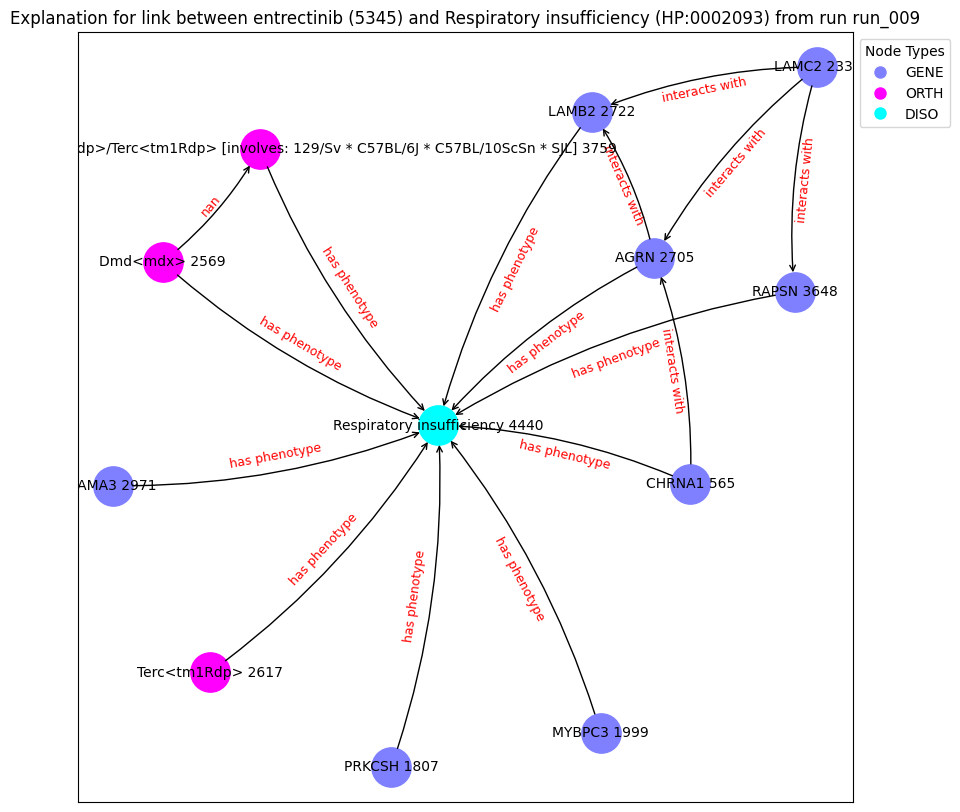 Explanation for link between entrectinib (5345) and Respiratory insufficiency (HP:0002093) from run run_009
Node Types
GENE
ORTH
DISO
LAMC2 233
interacts with
LAMB2 2722
interacts with
interacts with
dp>/Terc<tm1Rdp> [involves: 129/Sv * C57BL/6J * C57BL/10ScSn * SJL] 3759
interacts with
nan
AGRN 2705
Dmd<mdx> 2569
has phenotype
has phenotype
RAPSN 3648
has phenotype
has phenotype
has phenotype
interacts with
Respiratory insufficiency 4440
has phenotype
has phenotype
AMA3 2971
CHRNA1 565
has phenotype
has phenotype
has phenotype
Terc<tm1Rdp> 2617
MYBPC3 1999
PRKCSH 1807